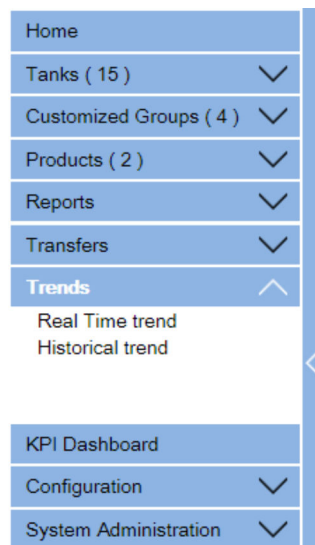 Home
Tanks ( 15 )
Customized Groups ( 4 )
Products ( 2 )
Reports
Transfers
Trends
Real Time trend
Historical trend
KPI Dashboard
Configuration
System Administration